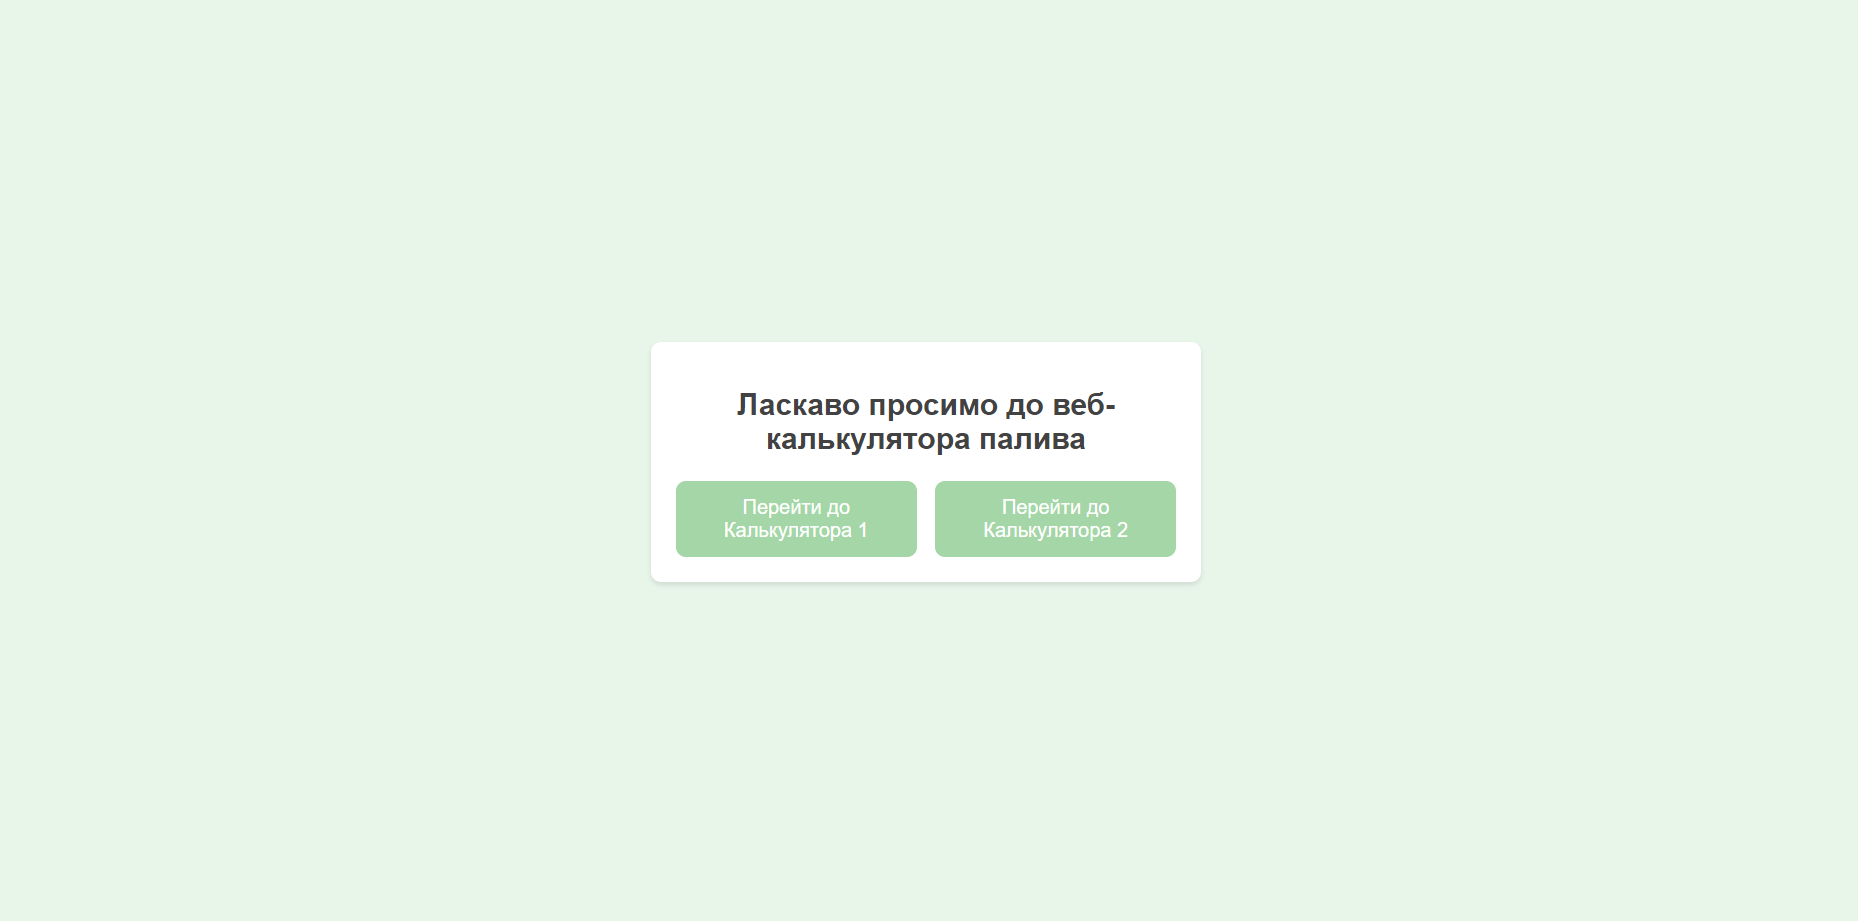 Ласкаво просимо до веб-
калькулятора палива
Перейти до
Калькулятора 1
Перейти до
Калькулятора 2